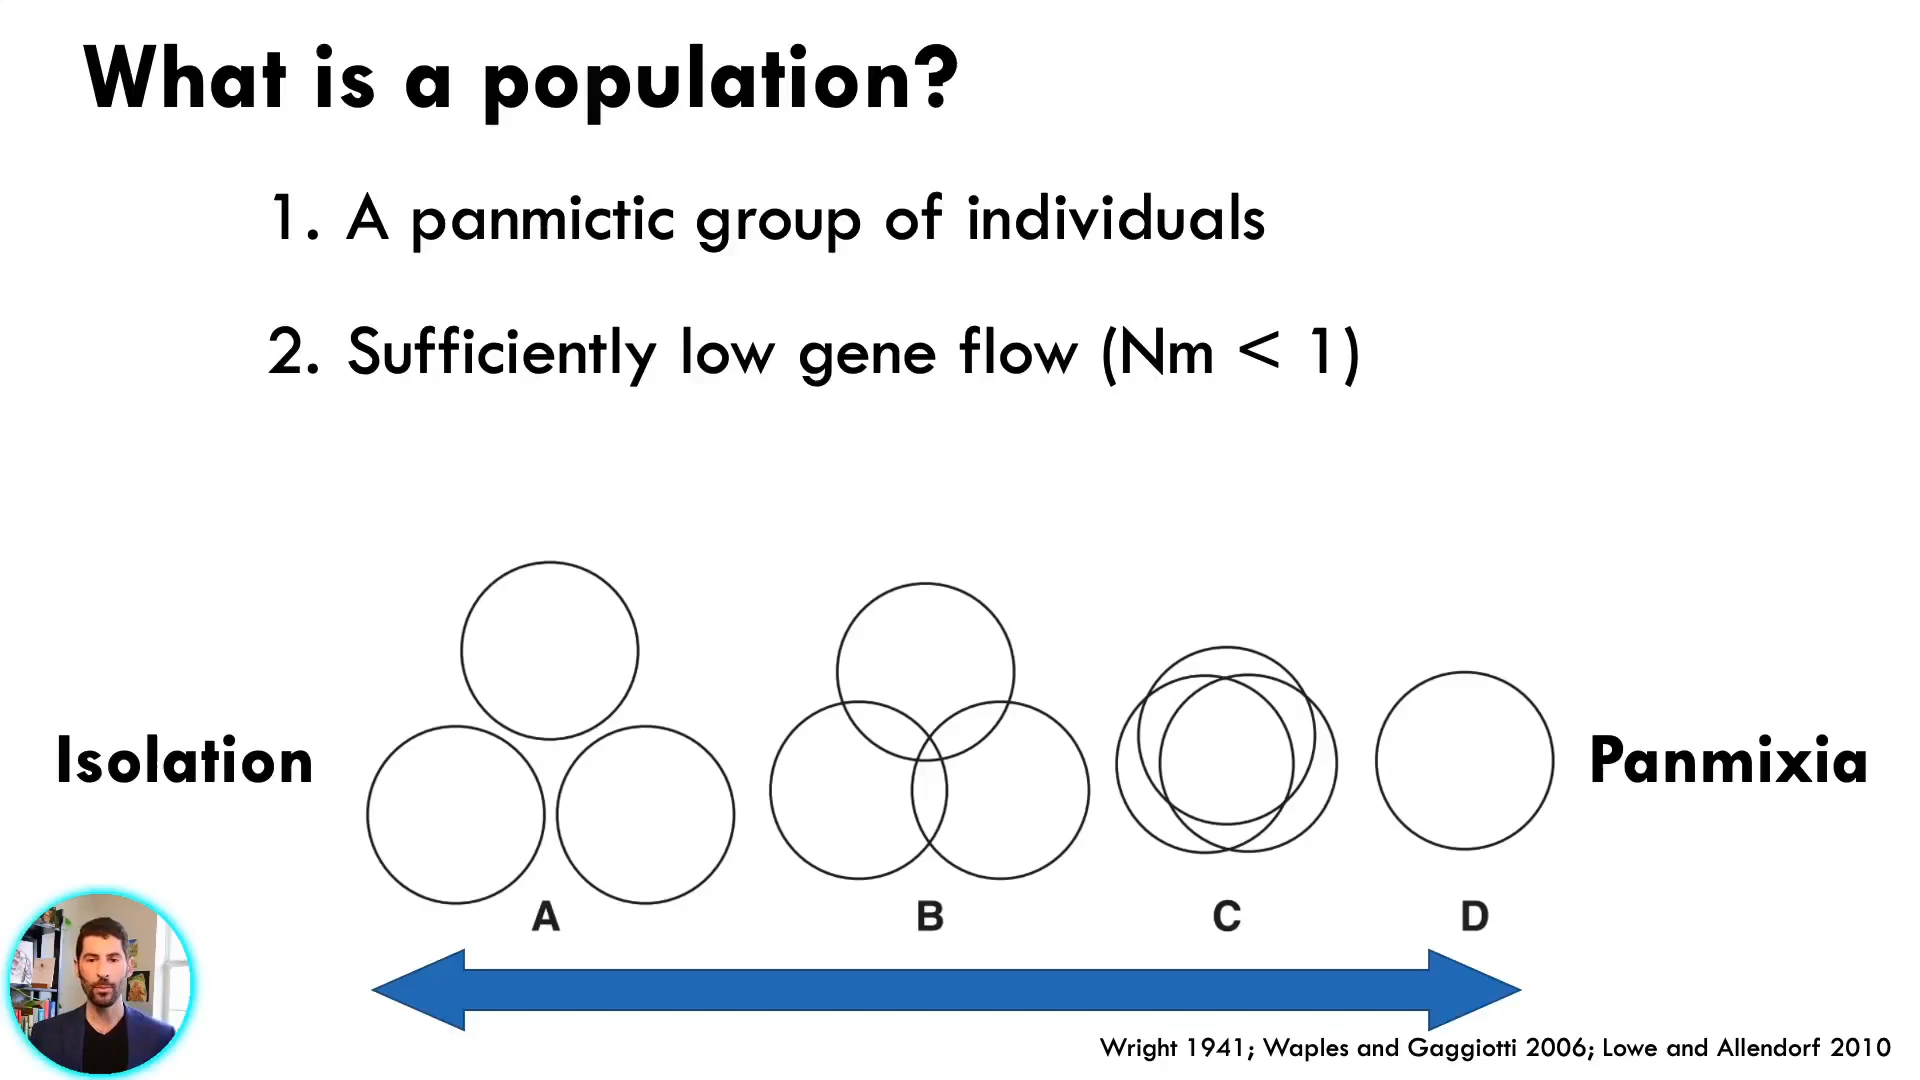 What is a population?
1. A panmictic group of individuals
2. Sufficiently low gene flow (Nm < 1)
Isolation
Panmixia
A B C D
Wright 1941; Waples and Gaggiotti 2006; Lowe and Allendorf 2010